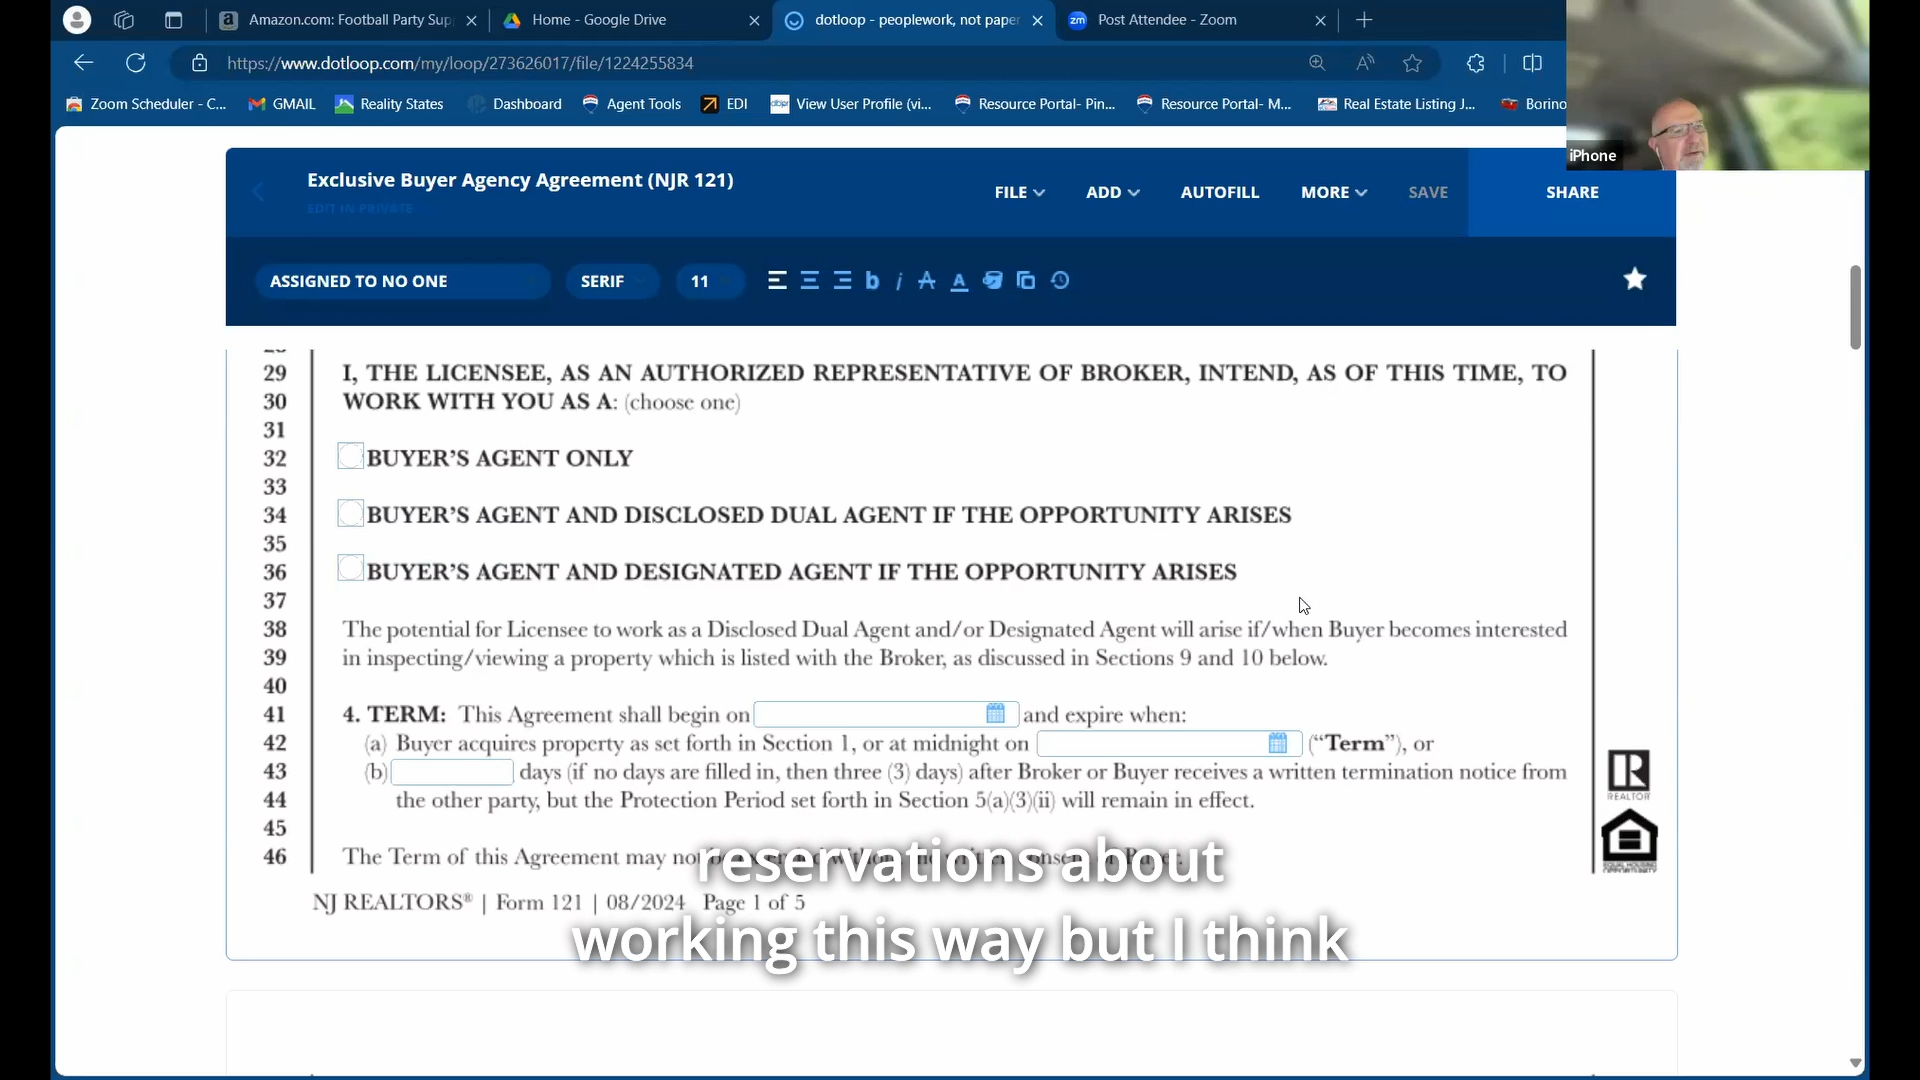 Amazon.com: Football Party Sup
Home - Google Drive
dotloop - peoplework, not pape
zm
Post Attendee - Zoom
https://www.dotloop.com/my/loop/273626017/file/1224255834
Zoom Scheduler - C...
GMAIL
Reality States
Dashboard
Agent Tools
EDI
View User Profile (vi...
Resource Portal- Pin...
Resource Portal- M...
Real Estate Listing J...
Borino
iPhone
Exclusive Buyer Agency Agreement (NJR 121)
EDIT IN PRIVATE
FILE
ADD
AUTOFILL
MORE
SAVE
SHARE
ASSIGNED TO NO ONE
SERIF
11
29 I, THE LICENSEE, AS AN AUTHORIZED REPRESENTATIVE OF BROKER, INTEND, AS OF THIS TIME, TO
30 WORK WITH YOU AS A: (choose one)
31
32 BUYER’S AGENT ONLY
33
34 BUYER’S AGENT AND DISCLOSED DUAL AGENT IF THE OPPORTUNITY ARISES
35
36 BUYER’S AGENT AND DESIGNATED AGENT IF THE OPPORTUNITY ARISES
37
38 The potential for Licensee to work as a Disclosed Dual Agent and/or Designated Agent will arise if/when Buyer becomes interested
39 in inspecting/viewing a property which is listed with the Broker, as discussed in Sections 9 and 10 below.
40
41 4. TERM: This Agreement shall begin on and expire when:
42 (a) Buyer acquires property as set forth in Section 1, or at midnight on (“Term”), or
43 (b) days (if no days are filled in, then three (3) days) after Broker or Buyer receives a written termination notice from
44 the other party, but the Protection Period set forth in Section 5(a)(3)(ii) will remain in effect.
45
46 The Term of this Agreement may not Buyer.
NJ REALTORS® | Form 121 | 08/2024 Page 1 of 5
REALTOR
EQUAL HOUSING
OPPORTUNITY
reservations about
working this way but I think